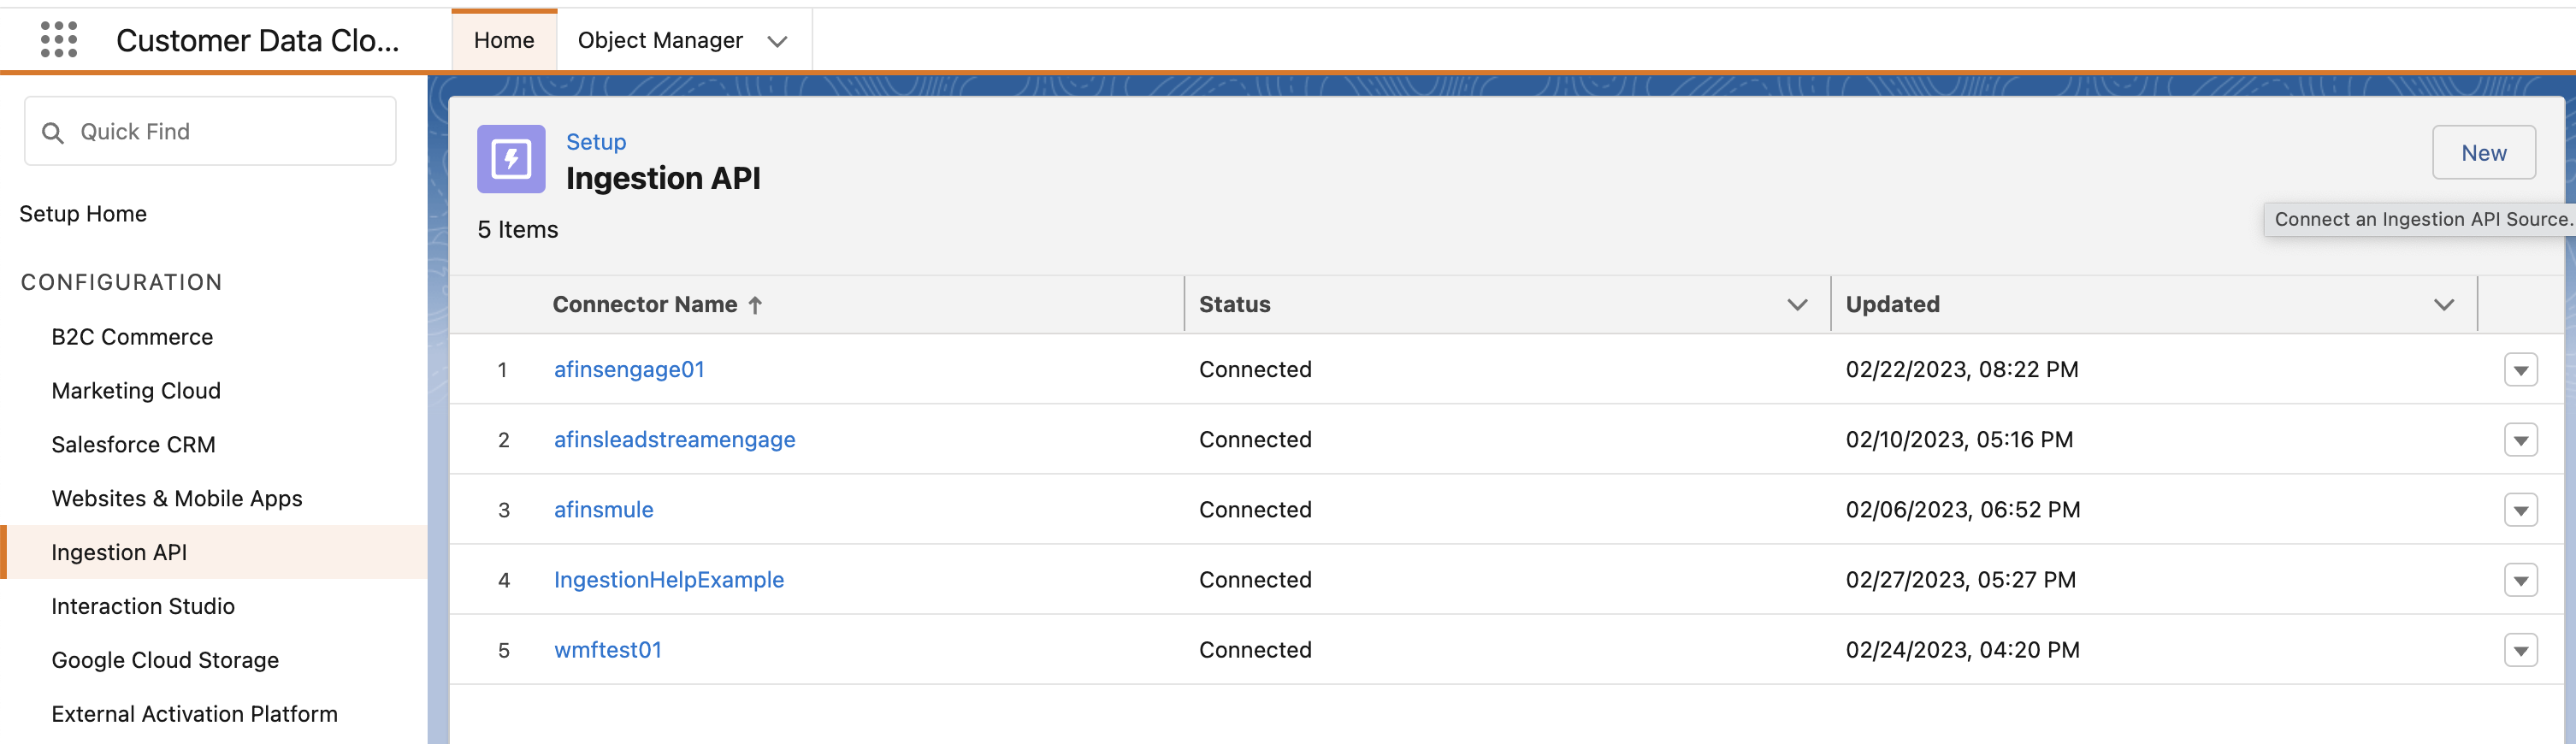 Customer Data Clo...
Home
Object Manager
Quick Find
Setup Home
CONFIGURATION
B2C Commerce
Marketing Cloud
Salesforce CRM
Websites & Mobile Apps
Ingestion API
Interaction Studio
Google Cloud Storage
External Activation Platform
Setup
Ingestion API
5 Items
New
Connect an Ingestion API Source.
Connector Name Status Updated
1 afinsengage01 Connected 02/22/2023, 08:22 PM
2 afinsleadstreamengage Connected 02/10/2023, 05:16 PM
3 afinsmule Connected 02/06/2023, 06:52 PM
4 IngestionHelpExample Connected 02/27/2023, 05:27 PM
5 wmftest01 Connected 02/24/2023, 04:20 PM